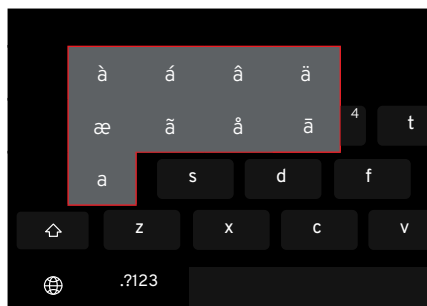 à á â ä
æ ã å ā 4 t
a s d f
z x c v
.?123